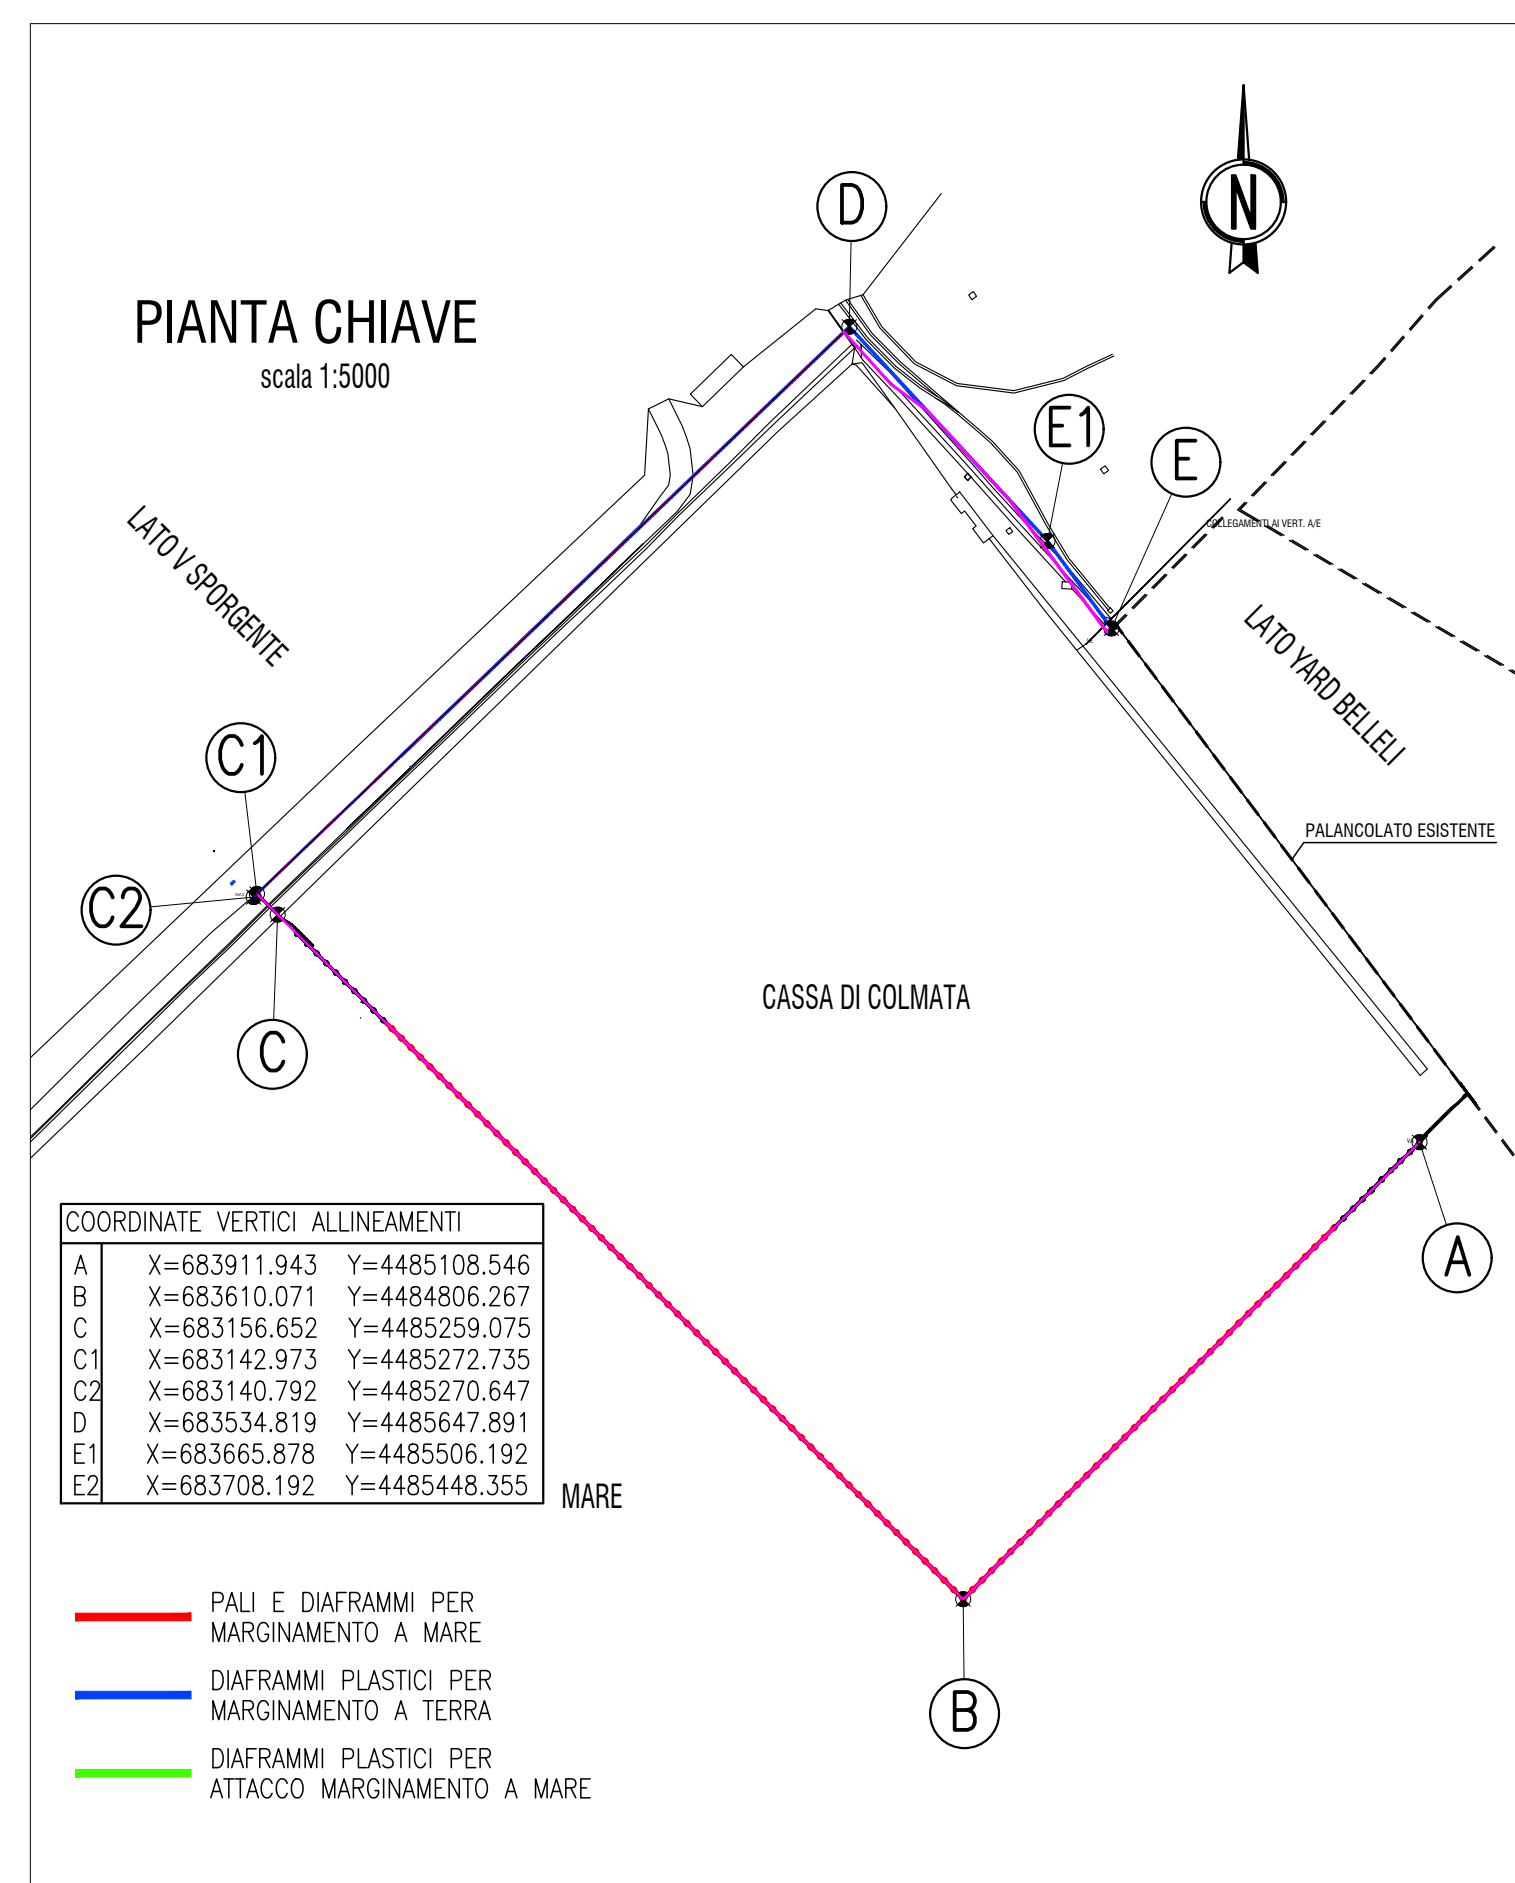 N
D
PIANTA CHIAVE
scala 1:5000
E1
E
COLLEGAMENTI AI VERT. A/E
LATO V SPORGENTE
LATO YARD BELLELI
C1
PALANCOLATO ESISTENTE
C2
CASSA DI COLMATA
C
A
COORDINATE VERTICI ALLINEAMENTI
A X=683911.943 Y=4485108.546
B X=683610.071 Y=4484806.267
C X=683156.652 Y=4485259.075
C1 X=683142.973 Y=4485272.735
C2 X=683140.792 Y=4485270.647
D X=683534.819 Y=4485647.891
E1 X=683665.878 Y=4485506.192
E2 X=683708.192 Y=4485448.355
MARE
PALI E DIAFRAMMI PER
MARGINAMENTO A MARE
DIAFRAMMI PLASTICI PER
MARGINAMENTO A TERRA
B
DIAFRAMMI PLASTICI PER
ATTACCO MARGINAMENTO A MARE